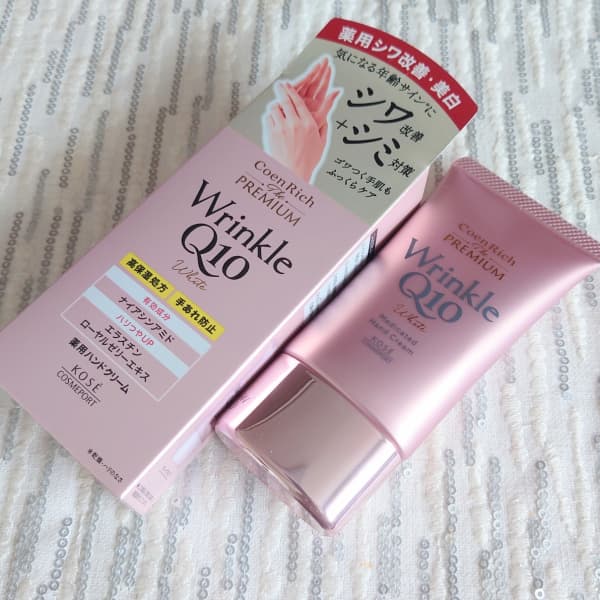 薬用シワ改善・美白
気になる年齢サインに
シワ改善
+シミ対策
ゴワつく手肌も
ふっくらケア
CoenRich
The
PREMIUM
Wrinkle
Q10
White
高保湿処方
手あれ防止
有効成分
ナイアシンアミド
ハリつやUP
エラスチン
ローヤルゼリーエキス
薬用ハンドクリーム
KOSÉ
COSMEPORT
CoenRich
The
PREMIUM
Wrinkle
Q10
White
Medicated
Hand Cream
KOSÉ
COSMEPORT